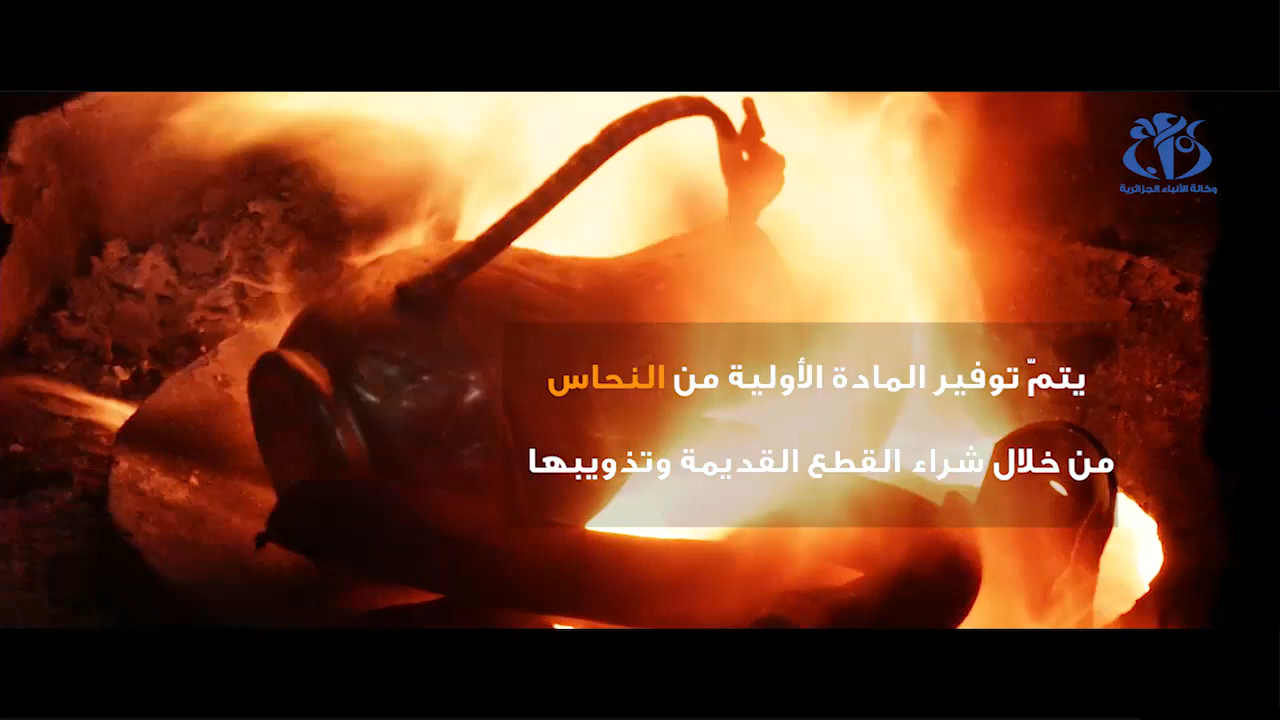 وكالة الأنباء الجزائرية
يتمّ توفير المادة الأولية من النحاس
من خلال شراء القطع القديمة وتذويبها